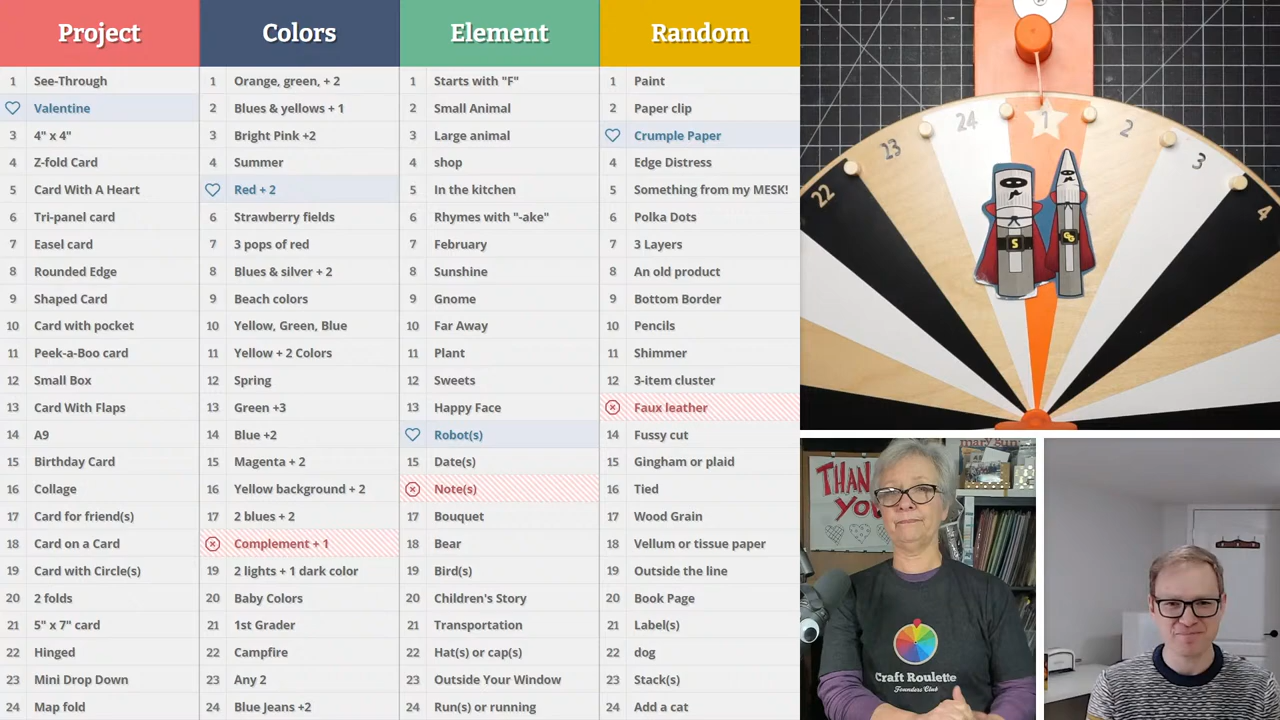 Project
1 See-Through
Valentine
3 4" x 4"
4 Z-fold Card
5 Card With A Heart
6 Tri-panel card
7 Easel card
8 Rounded Edge
9 Shaped Card
10 Card with pocket
11 Peek-a-Boo card
12 Small Box
13 Card With Flaps
14 A9
15 Birthday Card
16 Collage
17 Card for friend(s)
18 Card on a Card
19 Card with Circle(s)
20 2 folds
21 5" x 7" card
22 Hinged
23 Mini Drop Down
24 Map fold
Colors
1 Orange, green, + 2
2 Blues & yellows + 1
3 Bright Pink +2
4 Summer
Red + 2
6 Strawberry fields
7 3 pops of red
8 Blues & silver + 2
9 Beach colors
10 Yellow, Green, Blue
11 Yellow + 2 Colors
12 Spring
13 Green +3
14 Blue +2
15 Magenta + 2
16 Yellow background + 2
17 2 blues + 2
Complement + 1
19 2 lights + 1 dark color
20 Baby Colors
21 1st Grader
22 Campfire
23 Any 2
24 Blue Jeans +2
Element
1 Starts with "F"
2 Small Animal
3 Large animal
4 shop
5 In the kitchen
6 Rhymes with "-ake"
7 February
8 Sunshine
9 Gnome
10 Far Away
11 Plant
12 Sweets
13 Happy Face
Robot(s)
15 Date(s)
Note(s)
17 Bouquet
18 Bear
19 Bird(s)
20 Children's Story
21 Transportation
22 Hat(s) or cap(s)
23 Outside Your Window
24 Run(s) or running
Random
1 Paint
2 Paper clip
Crumple Paper
4 Edge Distress
5 Something from my MESK!
6 Polka Dots
7 3 Layers
8 An old product
9 Bottom Border
10 Pencils
11 Shimmer
12 3-item cluster
Faux leather
14 Fussy cut
15 Gingham or plaid
16 Tied
17 Wood Grain
18 Vellum or tissue paper
19 Outside the line
20 Book Page
21 Label(s)
22 dog
23 Stack(s)
24 Add a cat
22
23
24
1
2
3
4
S
GG
THAN
YO
Craft Roulette
Founders Club